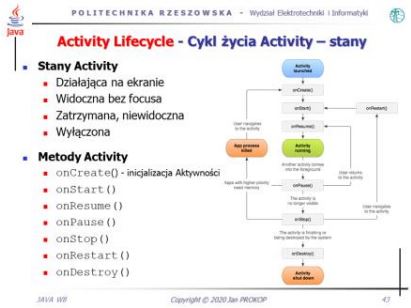 POLITECHNIKA RZESZOWSKA - Wydział Elektrotechniki i Informatyki
Java
Activity Lifecycle - Cykl życia Activity – stany
Stany Activity
Działająca na ekranie
Widoczna bez focusa
Zatrzymana, niewidoczna
Wyłączona
Metody Activity
onCreate() - inicjalizacja Aktywności
onStart()
onResume()
onPause()
onStop()
onRestart()
onDestroy()
Activity
launched
onCreate()
onStart()
onRestart()
User navigates
to the activity
onResume()
App process
killed
Activity
running
Another activity comes
into the foreground
User returns
to the activity
Apps with higher priority
need memory
onPause()
The activity is
no longer visible
User navigates
to the activity
onStop()
The activity is finishing or
being destroyed by the system
onDestroy()
Activity
shut down
JAVA W8
Copyright © 2020 Jan PROKOP
43